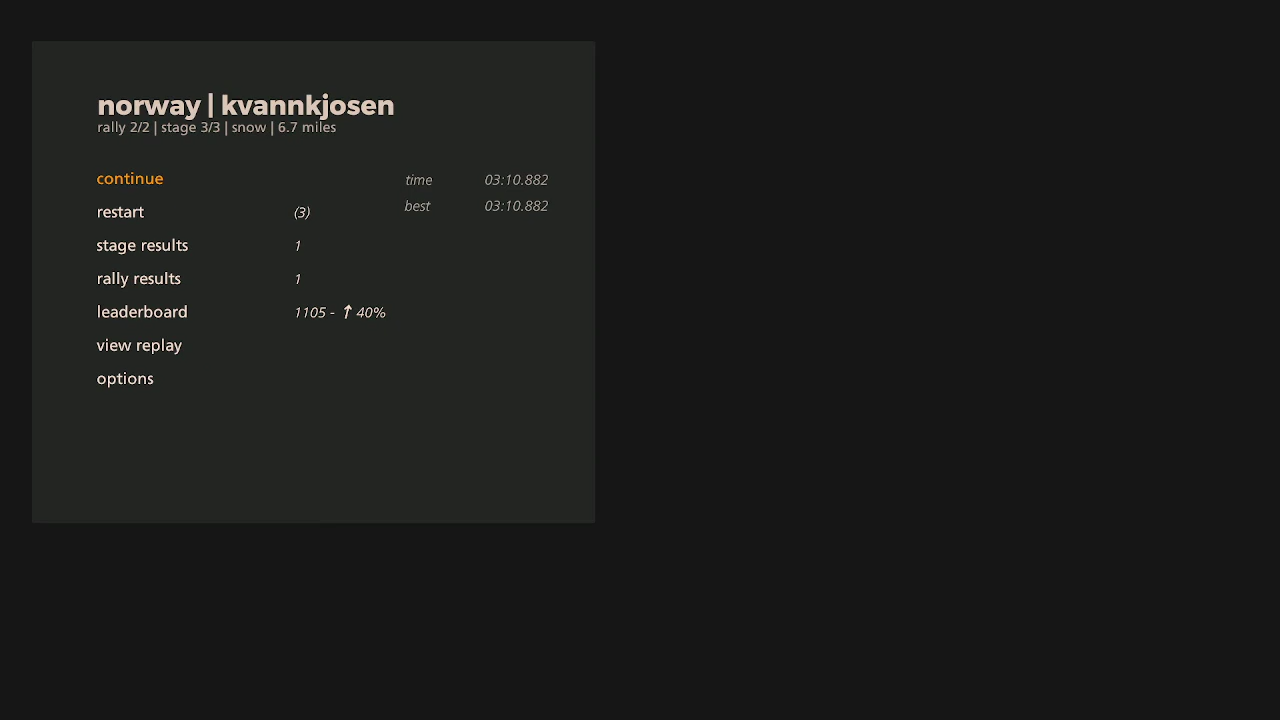 norway | kvannkjosen
rally 2/2 | stage 3/3 | snow | 6.7 miles
continue
time 03:10.882
best 03:10.882
restart (3)
stage results 1
rally results 1
leaderboard 1105 - ↑ 40%
view replay
options